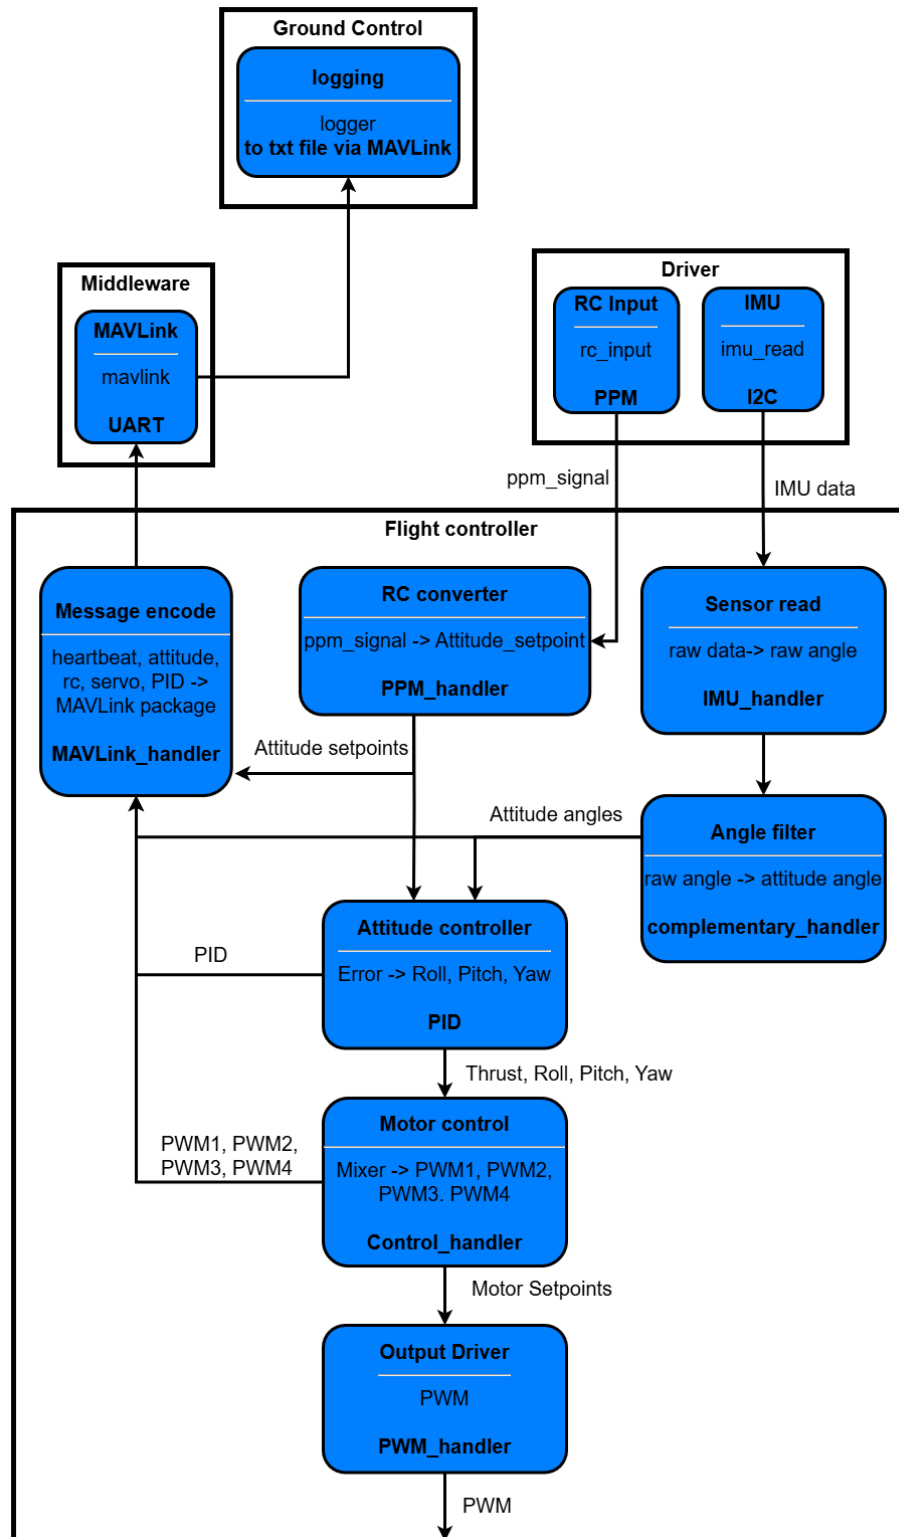 Ground Control
logging
logger
to txt file via MAVLink
Middleware
MAVLink
mavlink
UART
Driver
RC Input
rc_input
PPM
IMU
imu_read
I2C
ppm_signal
IMU data
Flight controller
Message encode
heartbeat, attitude,
rc, servo, PID ->
MAVLink package
MAVLink_handler
RC converter
ppm_signal -> Attitude_setpoint
PPM_handler
Sensor read
raw data-> raw angle
IMU_handler
Attitude setpoints
Attitude angles
Angle filter
raw angle -> attitude angle
complementary_handler
Attitude controller
Error -> Roll, Pitch, Yaw
PID
PID
Thrust, Roll, Pitch, Yaw
Motor control
Mixer -> PWM1, PWM2,
PWM3. PWM4
Control_handler
PWM1, PWM2,
PWM3, PWM4
Motor Setpoints
Output Driver
PWM
PWM_handler
PWM